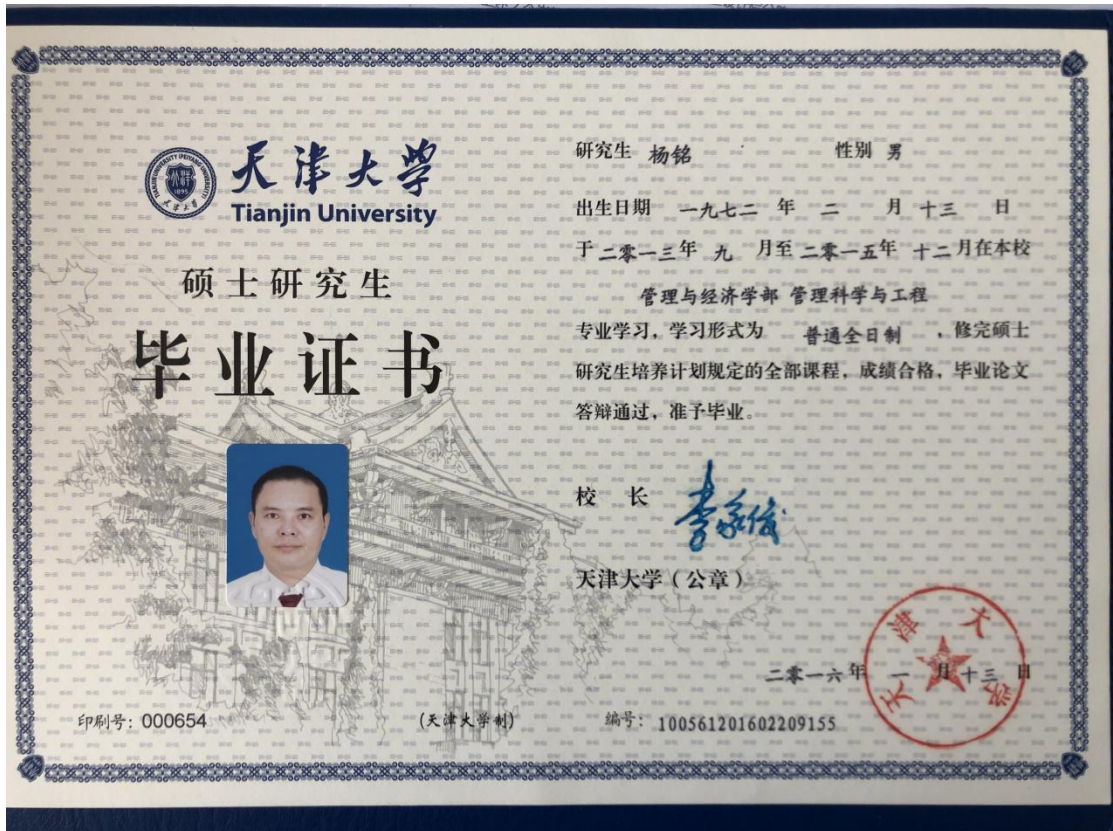 天津大学
Tianjin University
硕士研究生
毕业证书
印刷号：000654
(天津大学制)
研究生 杨铭 性别 男
出生日期 一九七二 年 二 月 十三 日
于 二零一三 年 九 月至 二零一五 年 十二 月在本校
管理与经济学部 管理科学与工程
专业学习，学习形式为 普通全日制 ，修完硕士
研究生培养计划规定的全部课程，成绩合格，毕业论文
答辩通过，准予毕业。
校 长 李家俊
天津大学（公章）
天津大学
二零一六 年 一 月 十三 日
编号： 100561201602209155